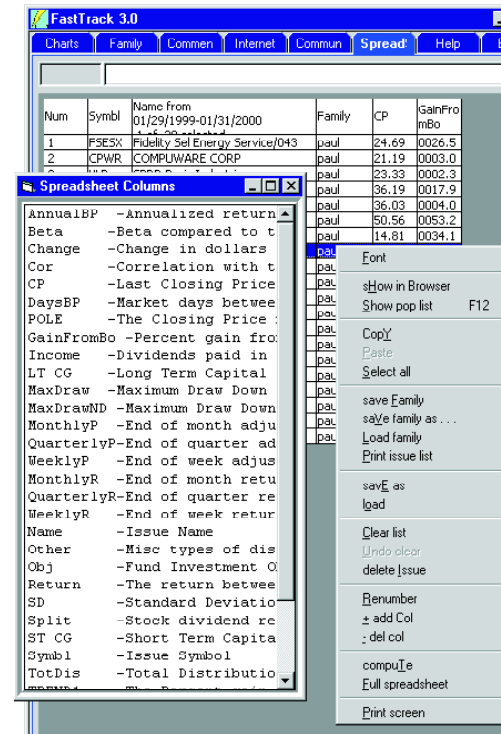 FastTrack 3.0
Charts Family Commen Internet Commun Spread' Help
Num Symbl Name from 01/29/1999-01/31/2000 Family CP GainFro mBo
1 FSESX Fidelity Sel Energy Service/043 paul 24.69 0026.5
2 CPWR COMPUWARE CORP paul 21.19 0003.0
paul 23.33 0002.3
paul 36.19 0017.9
paul 36.03 0004.0
paul 50.56 0053.2
paul 14.81 0034.1
Spreadsheet Columns
AnnualBP -Annualized return
Beta -Beta compared to t
Change -Change in dollars
Cor -Correlation with t
CP -Last Closing Price
DaysBP -Market days betwee
POLE -The Closing Price
GainFromBo -Percent gain fro
Income -Dividends paid in
LT CG -Long Term Capital
MaxDraw -Maximum Draw Down
MaxDrawND -Maximum Draw Down
MonthlyP -End of month adju
QuarterlyP-End of quarter ad
WeeklyP -End of week adjus
MonthlyR -End of month retu
QuarterlyR-End of quarter re
WeeklyR -End of week retur
Name -Issue Name
Other -Misc types of dis
Obj -Fund Investment O
Return -The return betwee
SD -Standard Deviatio
Split -Stock dividend re
ST CG -Short Term Capita
Symbl -Issue Symbol
TotDis -Total Distributio
Font
sHow in Browser
Show pop list F12
CopY
Paste
Select all
save Family
saVe family as . . .
Load family
Print issue list
savE as
load
Clear list
Undo clear
delete Issue
Renumber
+ add Col
- del col
compuTe
Full spreadsheet
Print screen